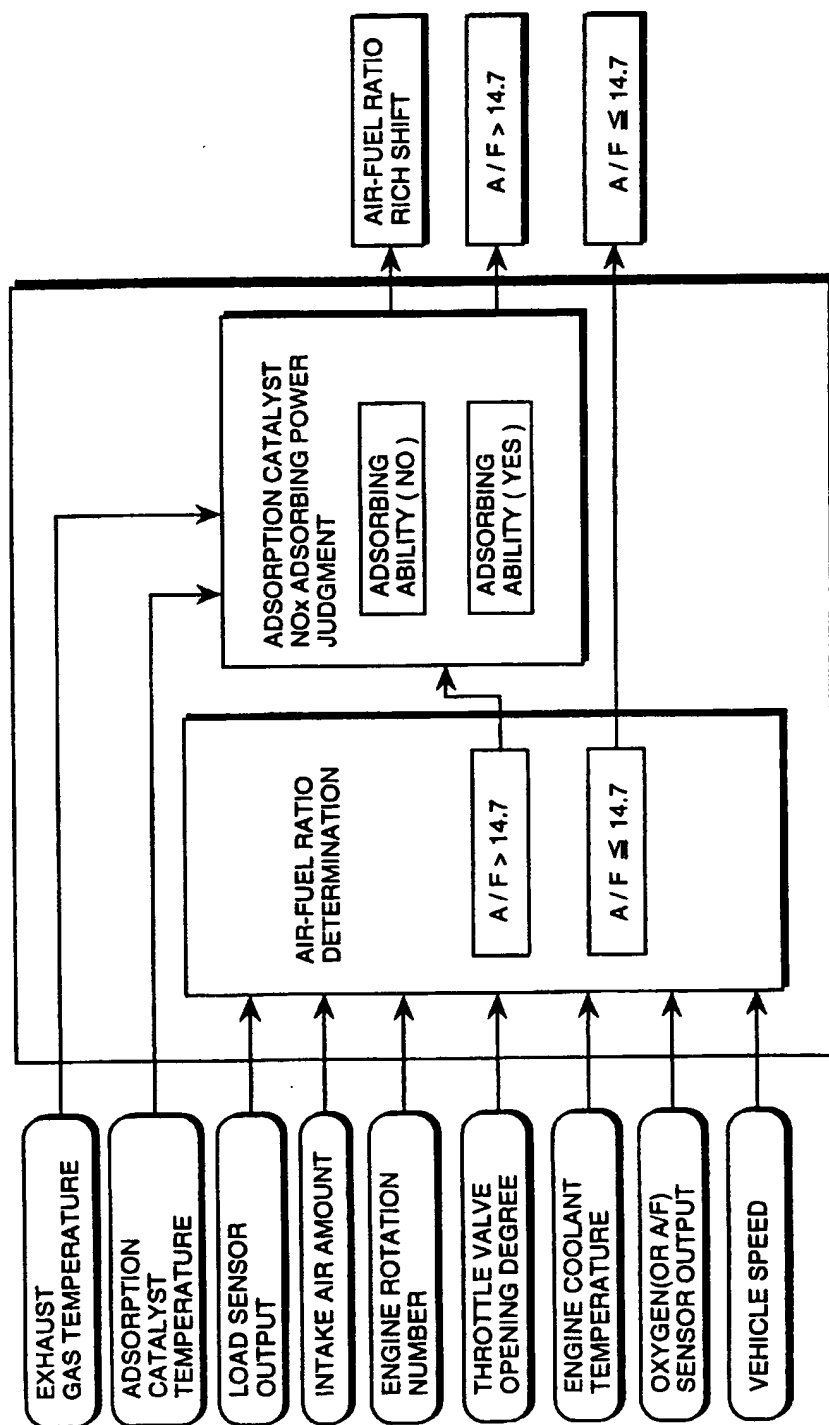 EXHAUST
GAS TEMPERATURE
ADSORPTION
CATALYST
TEMPERATURE
LOAD SENSOR
OUTPUT
INTAKE AIR AMOUNT
ENGINE ROTATION
NUMBER
THROTTLE VALVE
OPENING DEGREE
ENGINE COOLANT
TEMPERATURE
OXYGEN(OR A/F)
SENSOR OUTPUT
VEHICLE SPEED
AIR-FUEL RATIO
DETERMINATION
A / F > 14.7
A / F ≦ 14.7
ADSORPTION CATALYST
NOx ADSORBING POWER
JUDGMENT
ADSORBING
ABILITY ( NO )
ADSORBING
ABILITY ( YES )
AIR-FUEL RATIO
RICH SHIFT
A / F > 14.7
A / F ≦ 14.7